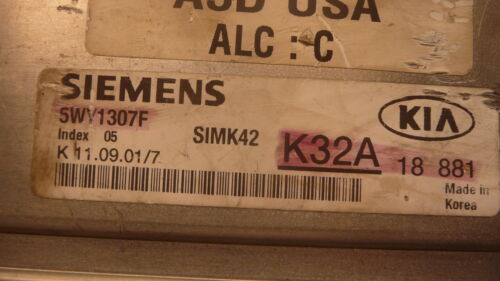 ASD USA
ALC : C
SIEMENS
5WY1307F
Index 05
SIMK42
K 11.09.01/7
K32A
KIA
18 881
Made in
Korea